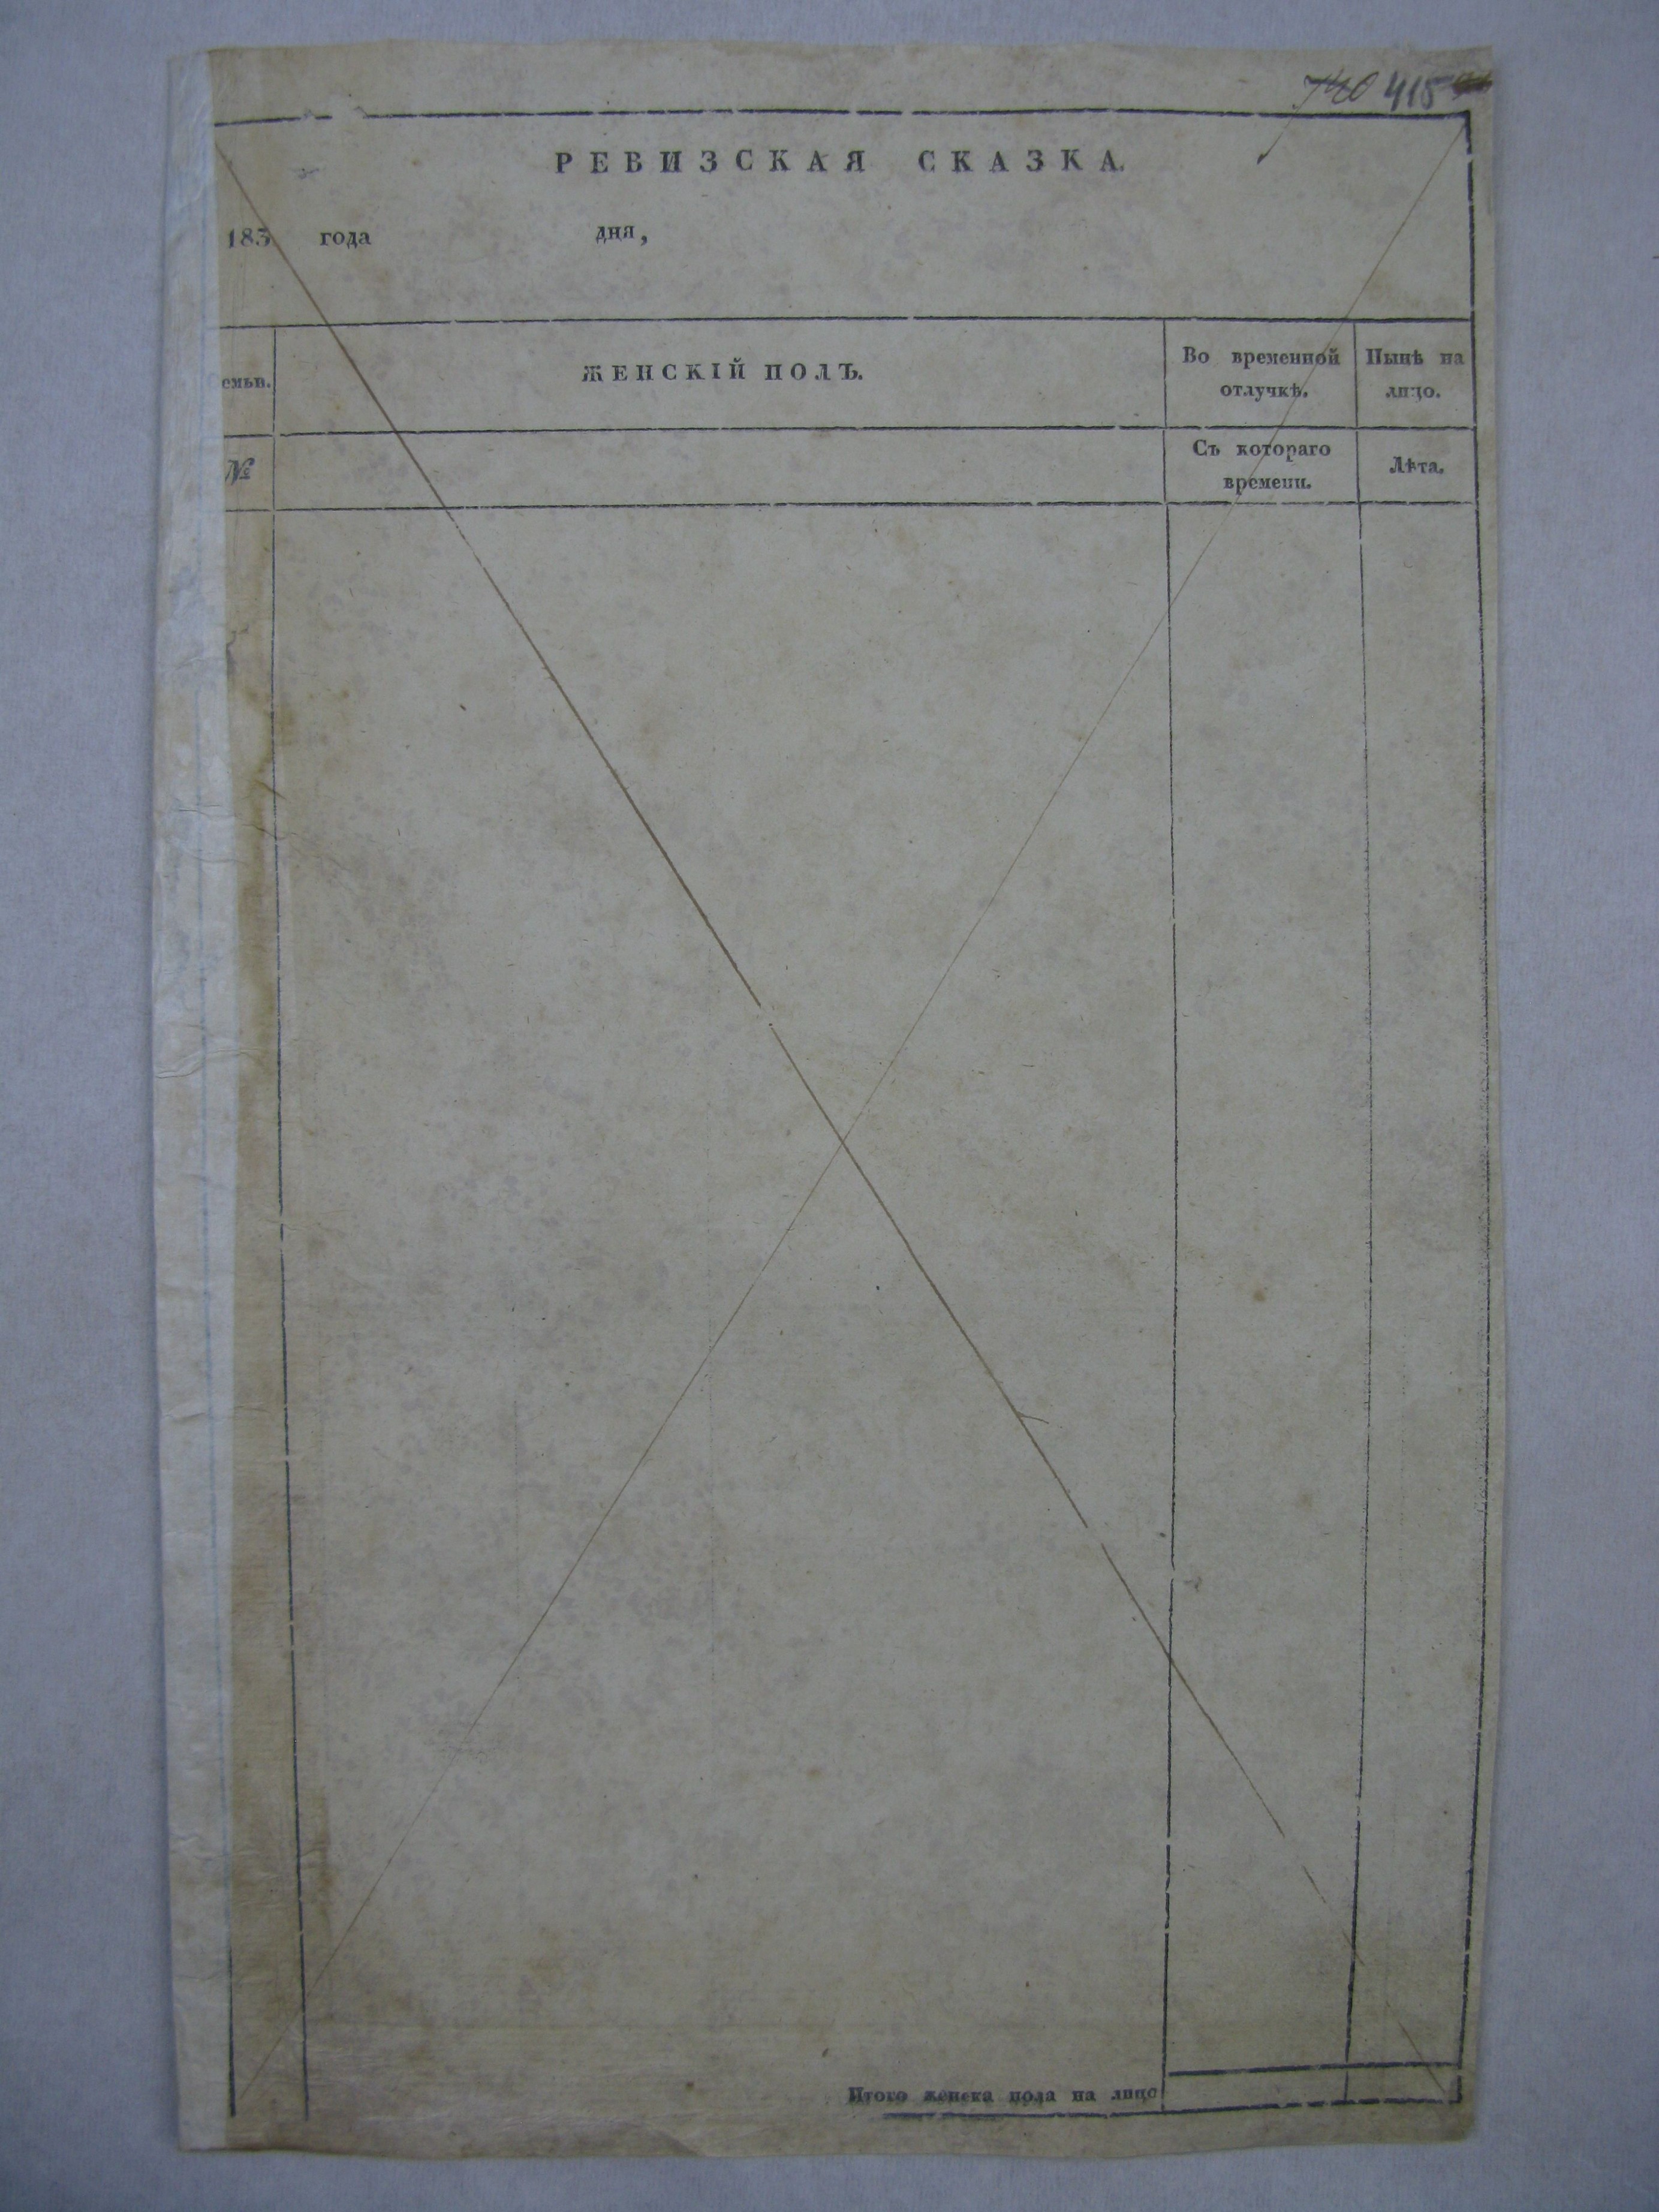 740 415
РЕВИЗСКАЯ СКАЗКА.
183 года дня,
Семьи. ЖЕНСКІЙ ПОЛЪ. Во временной отлучкѣ. Нынѣ на лицо.
№ Съ котораго времени. Лѣта.
Итого женска пола на лицо